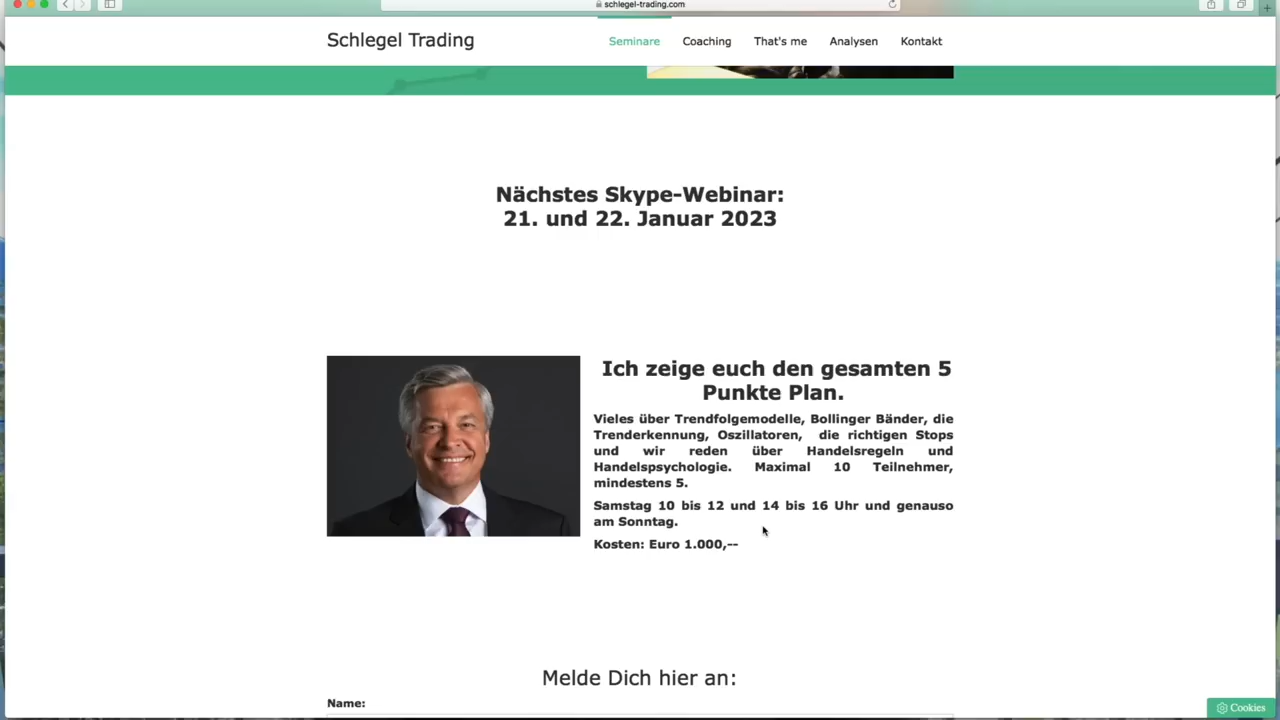 schlegel-trading.com
Schlegel Trading
Seminare
Coaching
That's me
Analysen
Kontakt
Nächstes Skype-Webinar:
21. und 22. Januar 2023
Ich zeige euch den gesamten 5
Punkte Plan.
Vieles über Trendfolgemodelle, Bollinger Bänder, die
Trenderkennung, Oszillatoren, die richtigen Stops
und wir reden über Handelsregeln und
Handelspsychologie. Maximal 10 Teilnehmer,
mindestens 5.
Samstag 10 bis 12 und 14 bis 16 Uhr und genauso
am Sonntag.
Kosten: Euro 1.000,--
Melde Dich hier an:
Name:
Cookies